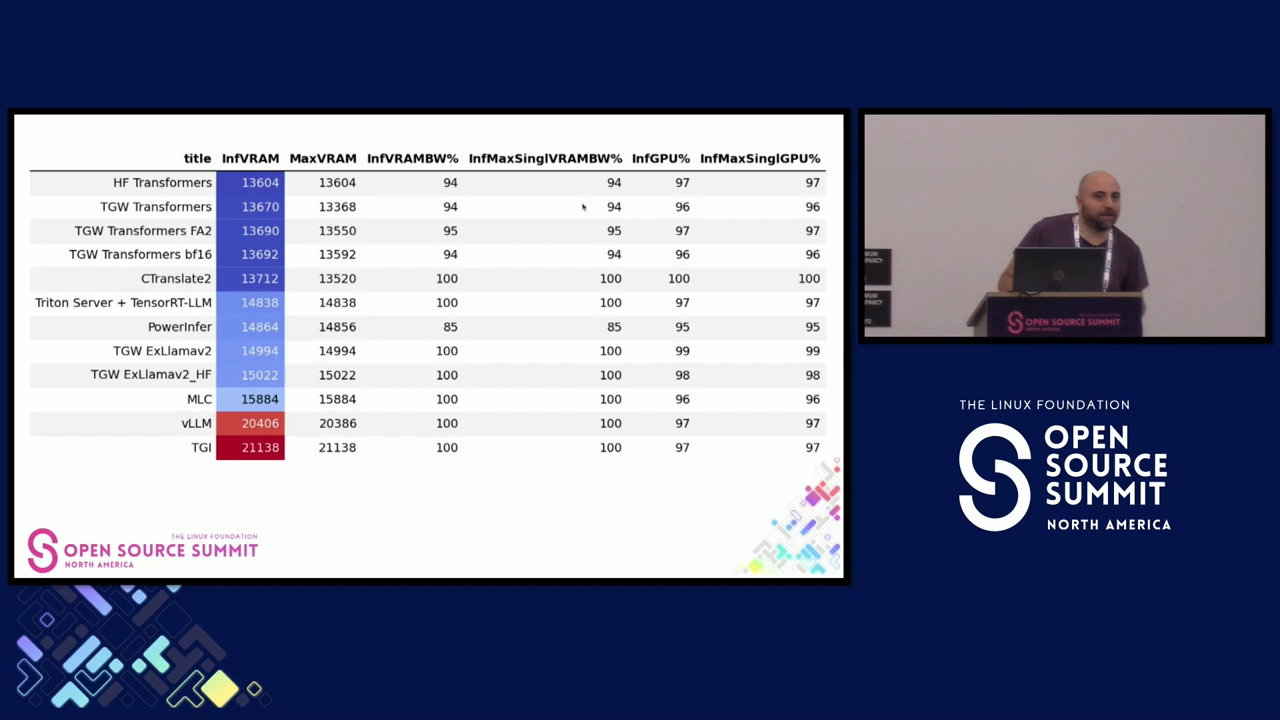 title InfVRAM MaxVRAM InfVRAMBW% InfMaxSinglVRAMBW% InfGPU% InfMaxSinglGPU%
HF Transformers 13604 13604 94 94 97 97
TGW Transformers 13670 13368 94 94 96 96
TGW Transformers FA2 13690 13550 95 95 97 97
TGW Transformers bf16 13692 13592 94 94 96 96
CTranslate2 13712 13520 100 100 100 100
Triton Server + TensorRT-LLM 14838 14838 100 100 97 97
PowerInfer 14864 14856 85 85 95 95
TGW ExLlamav2 14994 14994 100 100 99 99
TGW ExLlamav2_HF 15022 15022 100 100 98 98
MLC 15884 15884 100 100 96 96
vLLM 20406 20386 100 100 97 97
TGI 21138 21138 100 100 97 97
THE LINUX FOUNDATION
OPEN SOURCE SUMMIT
NORTH AMERICA
OPEN SOURCE SUMMIT
THE LINUX FOUNDATION
OPEN
SOURCE
SUMMIT
NORTH AMERICA